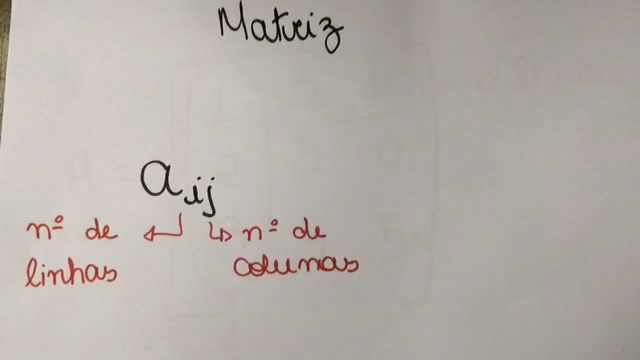 Matriz
aij
nº de
linhas
nº de
colunas